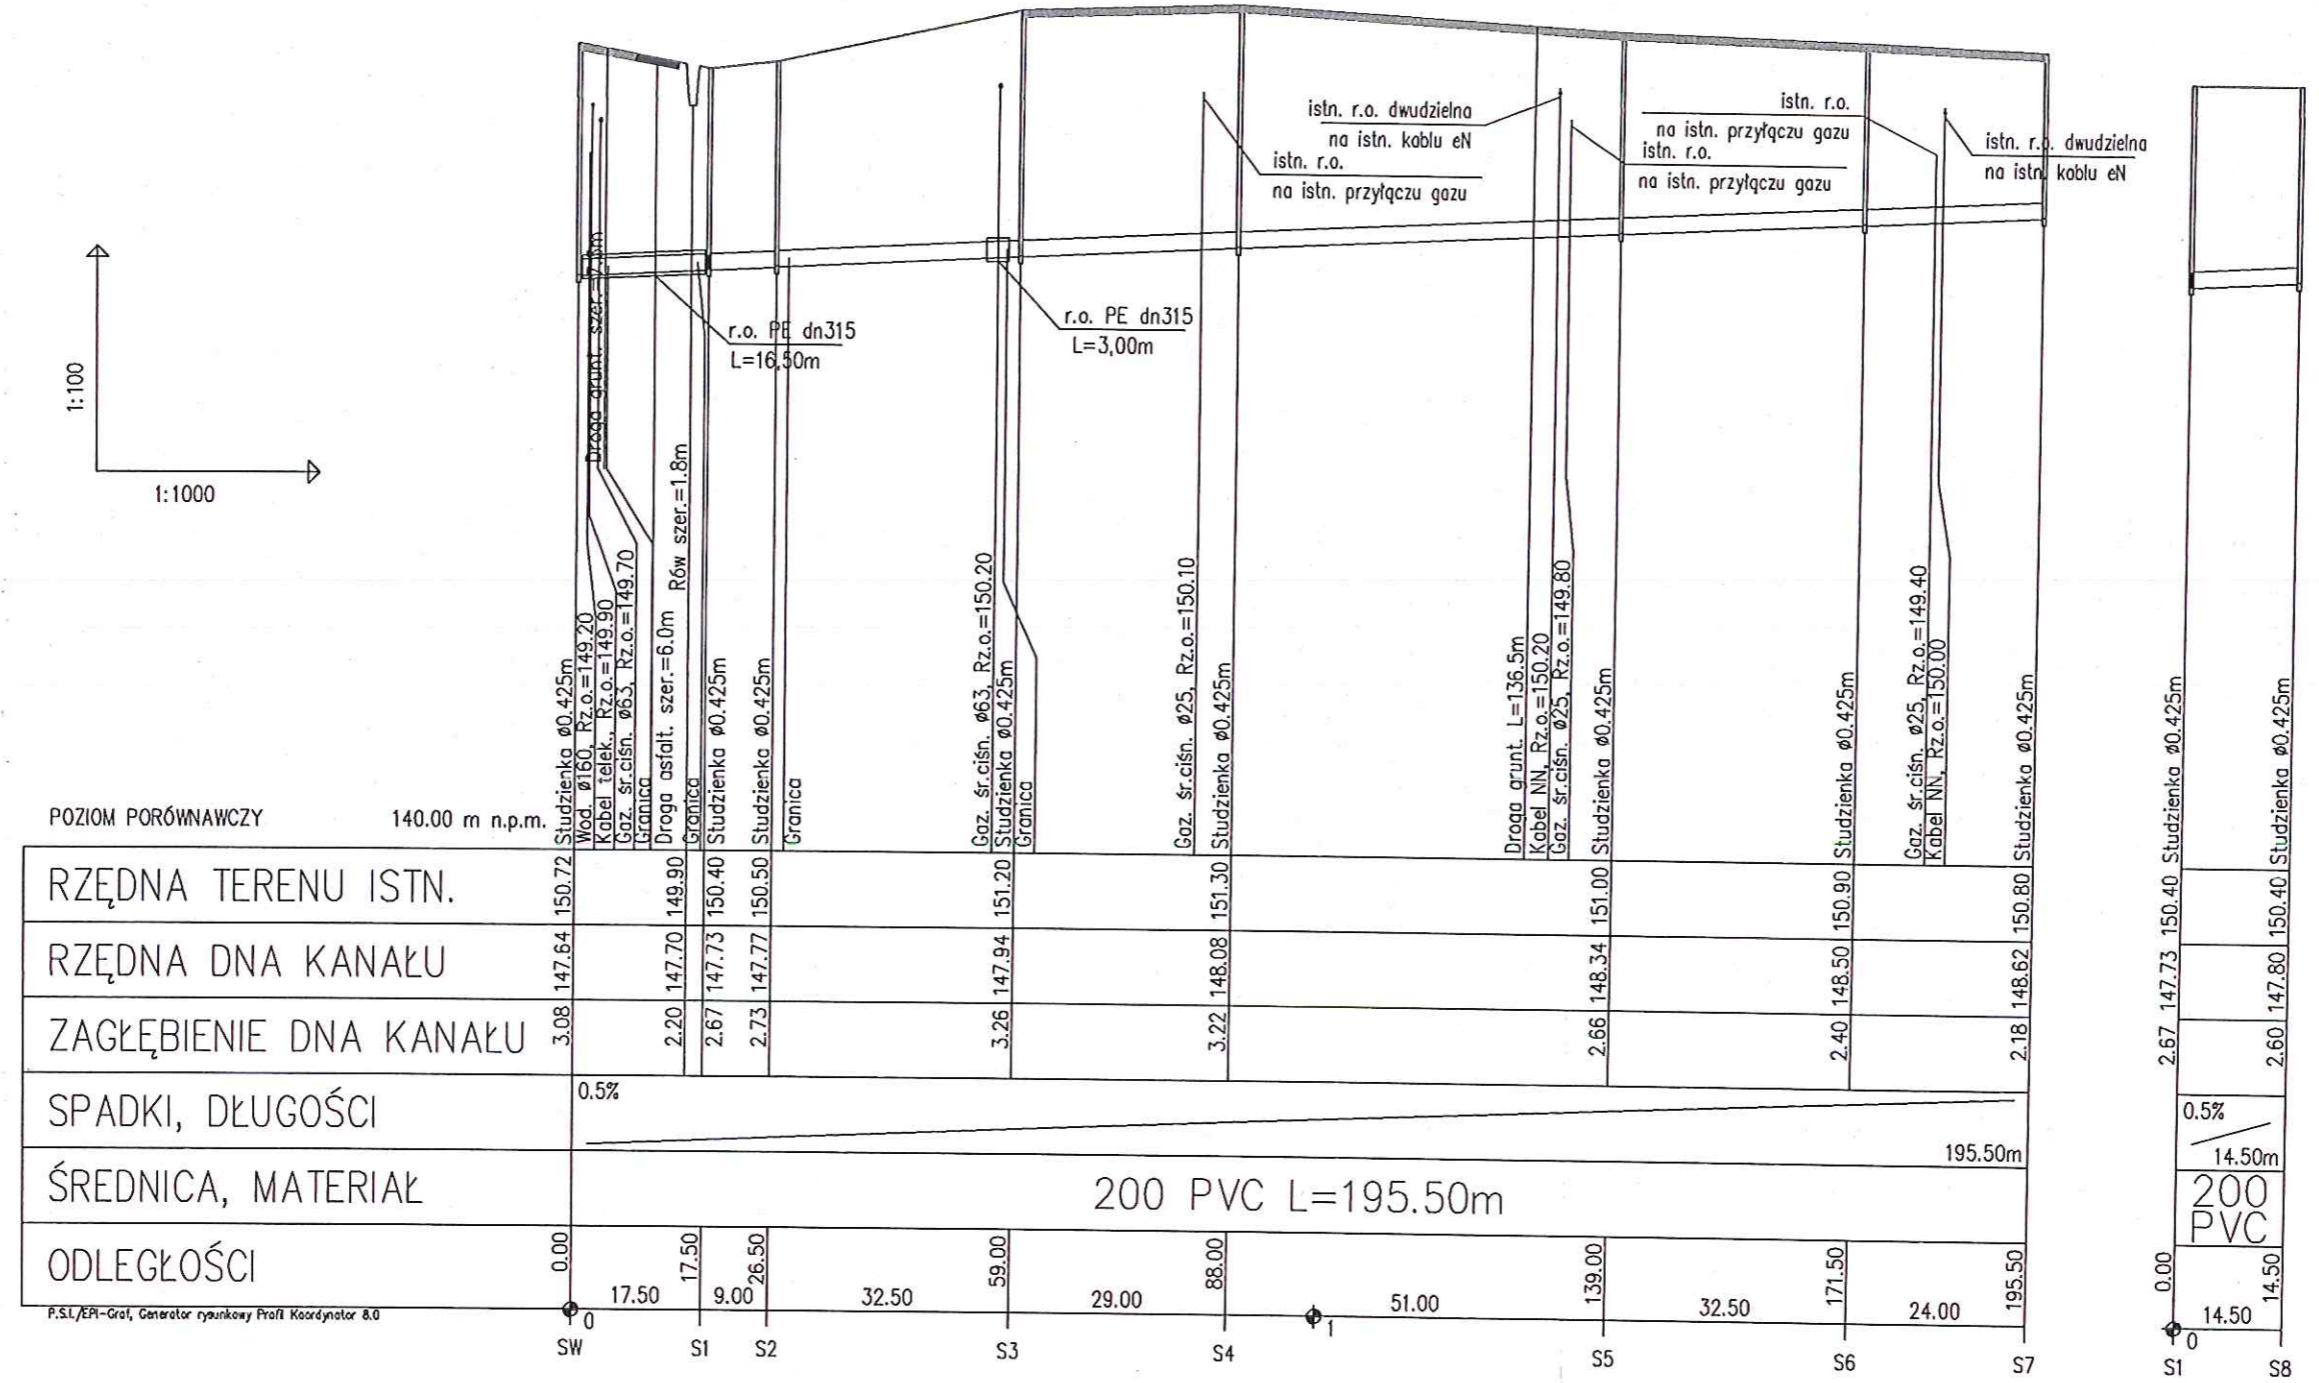 istn. r.o. dwudzielna
na istn. kablu eN
istn. r.o.
na istn. przyłączu gazu
istn. r.o.
na istn. przyłączu gazu
istn. r.o.
na istn. przyłączu gazu
istn. r.o. dwudzielna
na istn. kablu eN
r.o. PE dn315
L=16,50m
r.o. PE dn315
L=3,00m
1:100
1:1000
Droga grunt. szer.=7.5m
Rów szer.=1.8m
POZIOM PORÓWNAWCZY 140.00 m n.p.m.
Studzienka ø0.425m
Wod. ø160, Rz.o.=149.20
Kabel telek., Rz.o.=149.90
Gaz. śr.ciśn. ø63, Rz.o.=149.70
Granica
Droga asfalt. szer.=6.0m
Granica
Studzienka ø0.425m
Studzienka ø0.425m
Granica
Gaz. śr.ciśn. ø63, Rz.o.=150.20
Studzienka ø0.425m
Granica
Gaz. śr.ciśn. ø25, Rz.o.=150.10
Studzienka ø0.425m
Droga grunt. L=136.5m
Kabel NN, Rz.o.=150.20
Gaz. śr.ciśn. ø25, Rz.o.=149.80
Studzienka ø0.425m
Studzienka ø0.425m
Gaz. śr.ciśn. ø25, Rz.o.=149.40
Kabel NN, Rz.o.=150.00
Studzienka ø0.425m
Studzienka ø0.425m
Studzienka ø0.425m
RZĘDNA TERENU ISTN. 150.72 149.90 150.40 150.50 151.20 151.30 151.00 150.90 150.80 150.40 150.40
RZĘDNA DNA KANAŁU 147.64 147.70 147.73 147.77 147.94 148.08 148.34 148.50 148.62 147.73 147.80
ZAGŁĘBIENIE DNA KANAŁU 3.08 2.20 2.67 2.73 3.26 3.22 2.66 2.40 2.18 2.67 2.60
SPADKI, DŁUGOŚCI 0.5% 195.50m 0.5% 14.50m
ŚREDNICA, MATERIAŁ 200 PVC L=195.50m 200 PVC
ODLEGŁOŚCI 0.00 17.50 26.50 59.00 88.00 139.00 171.50 195.50 0.00 14.50
17.50 9.00 32.50 29.00 51.00 32.50 24.00 14.50
P.S.I./EPI-Graf, Generator rysunkowy Profil Koordynator 8.0
0 1 0
SW S1 S2 S3 S4 S5 S6 S7 S1 S8